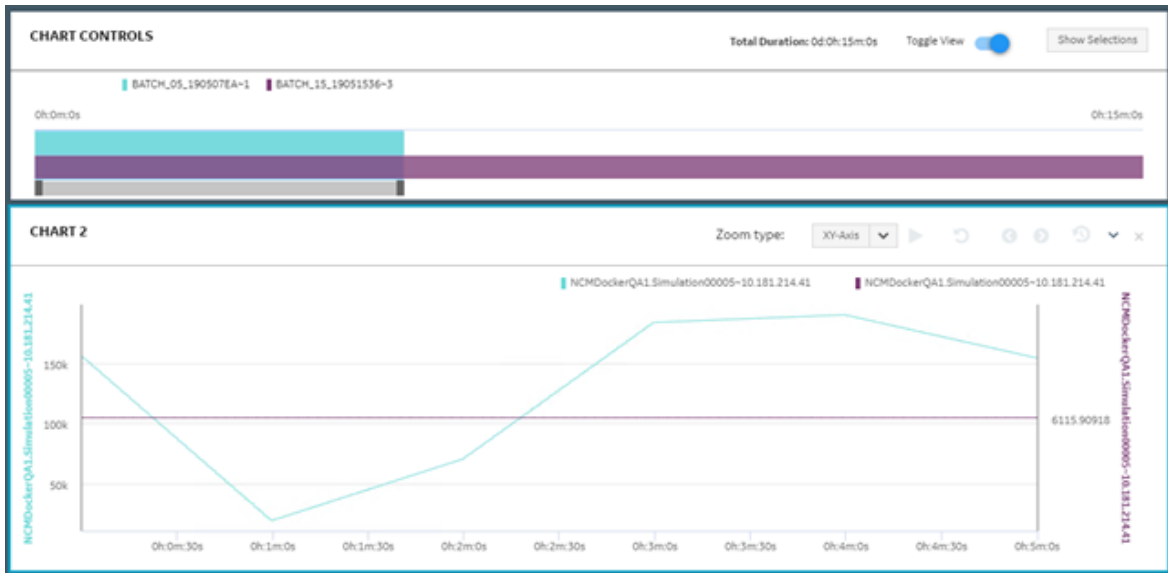 CHART CONTROLS
Total Duration: 0d:0h:15m:0s
Toggle View
Show Selections
BATCH_05_190507EA~1
BATCH_15_19051536~3
0h:0m:0s
0h:15m:0s
CHART 2
Zoom type:
XY-Axis
NCMDockerQA1.Simulation00005~10.181.214.41
NCMDockerQA1.Simulation00005~10.181.214.41
NCMDockerQA1.Simulation00005~10.181.214.41
150k
100k
50k
6115.90918
NCMDockerQA1.Simulation00005~10.181.214.41
0h:0m:30s
0h:1m:0s
0h:1m:30s
0h:2m:0s
0h:2m:30s
0h:3m:0s
0h:3m:30s
0h:4m:0s
0h:4m:30s
0h:5m:0s